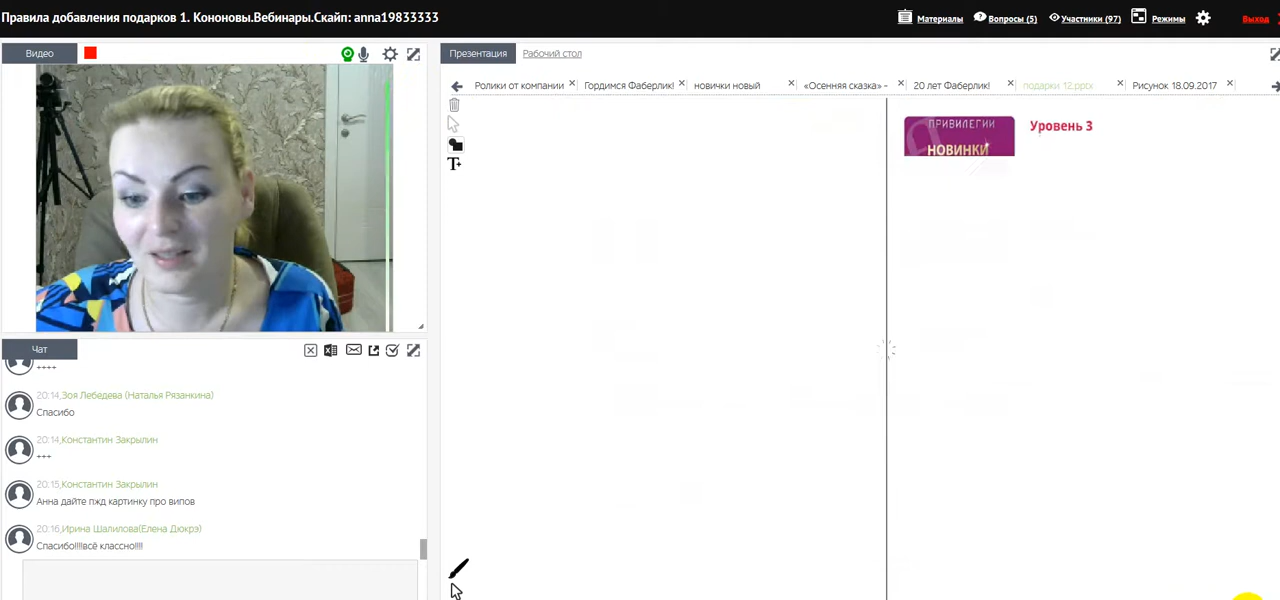 Правила добавления подарков 1. Кононовы.Вебинары.Скайп: anna19833333
Материалы
Вопросы (5)
Участники (97)
Режимы
Выход
Видео
Презентация
Рабочий стол
Ролики от компании
Гордимся Фаберлик!
новички новый
«Осенняя сказка» -
20 лет Фаберлик!
подарки 12.ppsx
Рисунок 18.09.2017
T+
ПРИВИЛЕГИИ
НОВИНКИ
Уровень 3
Чат
++++
20:14,Зоя Лебедева (Наталья Рязанкина)
Спасибо
20:14,Константин Закрылин
+++
20:15,Константин Закрылин
Анна дайте пжд картинку про випов
20:16,Ирина Шалилова(Елена Дюкрэ)
Спасибо!!!!всё классно!!!!